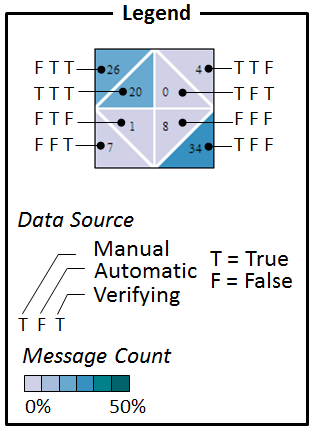 Legend
F T T 26 4 T T F
T T T 20 0 T F T
F T F 1 8 F F F
F F T 7 34 T F F
Data Source
Manual
Automatic T = True
Verifying F = False
T F T
Message Count
0% 50%